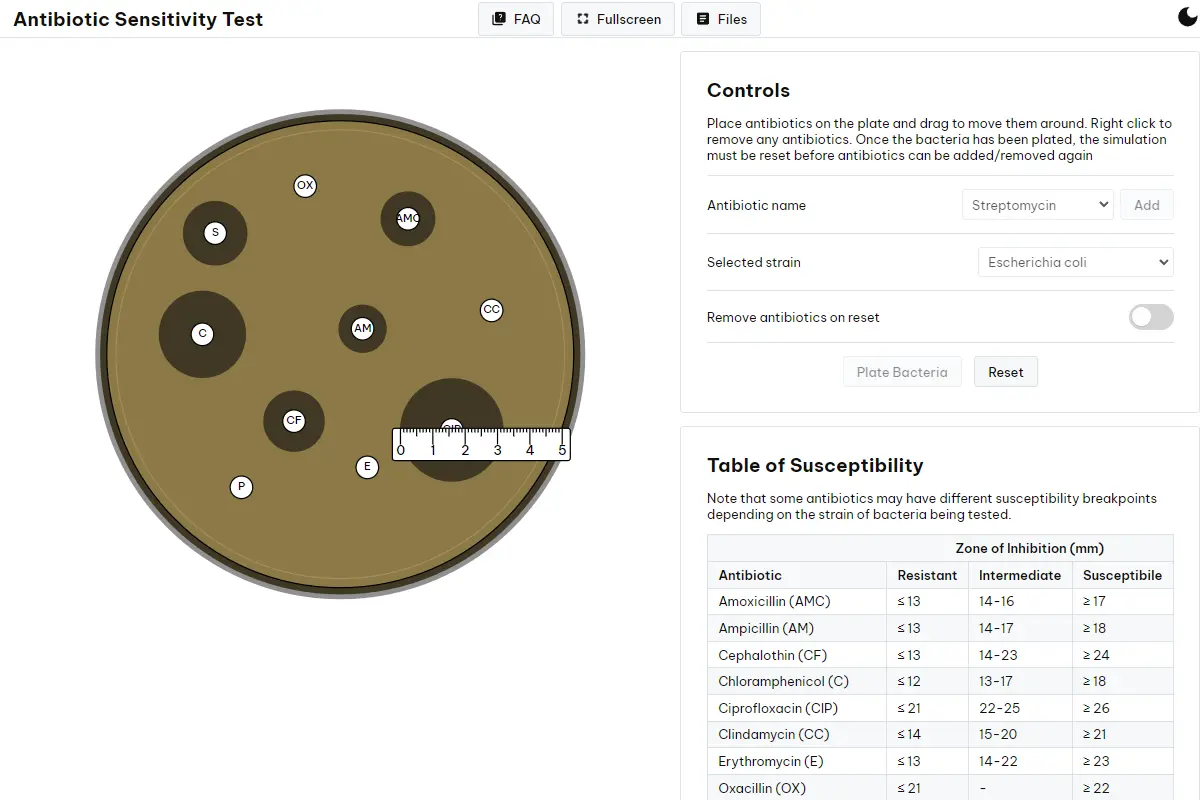 Antibiotic Sensitivity Test
FAQ
Fullscreen
Files
OX
S
AMC
CC
C
AM
CF
CIP
0 1 2 3 4 5
E
P
Controls
Place antibiotics on the plate and drag to move them around. Right click to
remove any antibiotics. Once the bacteria has been plated, the simulation
must be reset before antibiotics can be added/removed again
Antibiotic name Streptomycin Add
Selected strain Escherichia coli
Remove antibiotics on reset
Plate Bacteria Reset
Table of Susceptibility
Note that some antibiotics may have different susceptibility breakpoints
depending on the strain of bacteria being tested.
Zone of Inhibition (mm)
Antibiotic Resistant Intermediate Susceptibile
Amoxicillin (AMC) ≤ 13 14-16 ≥ 17
Ampicillin (AM) ≤ 13 14-17 ≥ 18
Cephalothin (CF) ≤ 13 14-23 ≥ 24
Chloramphenicol (C) ≤ 12 13-17 ≥ 18
Ciprofloxacin (CIP) ≤ 21 22-25 ≥ 26
Clindamycin (CC) ≤ 14 15-20 ≥ 21
Erythromycin (E) ≤ 13 14-22 ≥ 23
Oxacillin (OX) ≤ 21 - ≥ 22